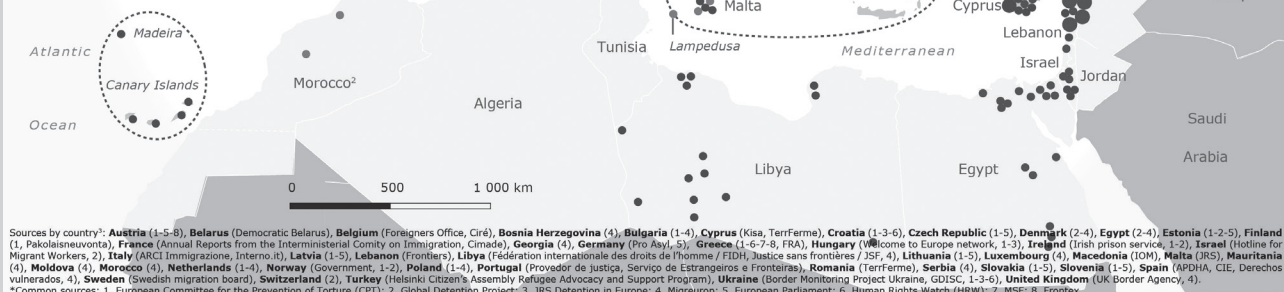 Malta
Cyprus
Madeira
Lebanon
Atlantic
Tunisia
Lampedusa
Mediterranean
Israel
Jordan
Morocco²
Canary Islands
Algeria
Ocean
Saudi
Arabia
Libya
Egypt
0 500 1 000 km
Sources by country³: Austria (1-5-8), Belarus (Democratic Belarus), Belgium (Foreigners Office, Ciré), Bosnia Herzegovina (4), Bulgaria (1-4), Cyprus (Kisa, TerrFerme), Croatia (1-3-6), Czech Republic (1-5), Denmark (2-4), Egypt (2-4), Estonia (1-2-5), Finland
(1, Pakolaisneuvonta), France (Annual Reports from the Interministerial Comity on Immigration, Cimade), Georgia (4), Germany (Pro Asyl, 5), Greece (1-6-7-8, FRA), Hungary (Welcome to Europe network, 1-3), Ireland (Irish prison service, 1-2), Israel (Hotline for
Migrant Workers, 2), Italy (ARCI Immigrazione, Interno.it), Latvia (1-5), Lebanon (Frontiers), Libya (Fédération internationale des droits de l'homme / FIDH, Justice sans frontières / JSF, 4), Lithuania (1-5), Luxembourg (4), Macedonia (IOM), Malta (JRS), Mauritania
(4), Moldova (4), Morocco (4), Netherlands (1-4), Norway (Government, 1-2), Poland (1-4), Portugal (Provedor de justiça, Serviço de Estrangeiros e Fronteiras), Romania (TerrFerme), Serbia (4), Slovakia (1-5), Slovenia (1-5), Spain (APDHA, CIE, Derechos
vulnerados, 4), Sweden (Swedish migration board), Switzerland (2), Turkey (Helsinki Citizen's Assembly Refugee Advocacy and Support Program), Ukraine (Border Monitoring Project Ukraine, GDISC, 1-3-6), United Kingdom (UK Border Agency, 4).
*Common sources: 1. European Committee for the Prevention of Torture (CPT); 2. Global Detention Project; 3. JRS Detention in Europe; 4. Migreurop; 5. European Parliament; 6. Human Rights Watch (HRW); 7. MSF; 8. Frontex